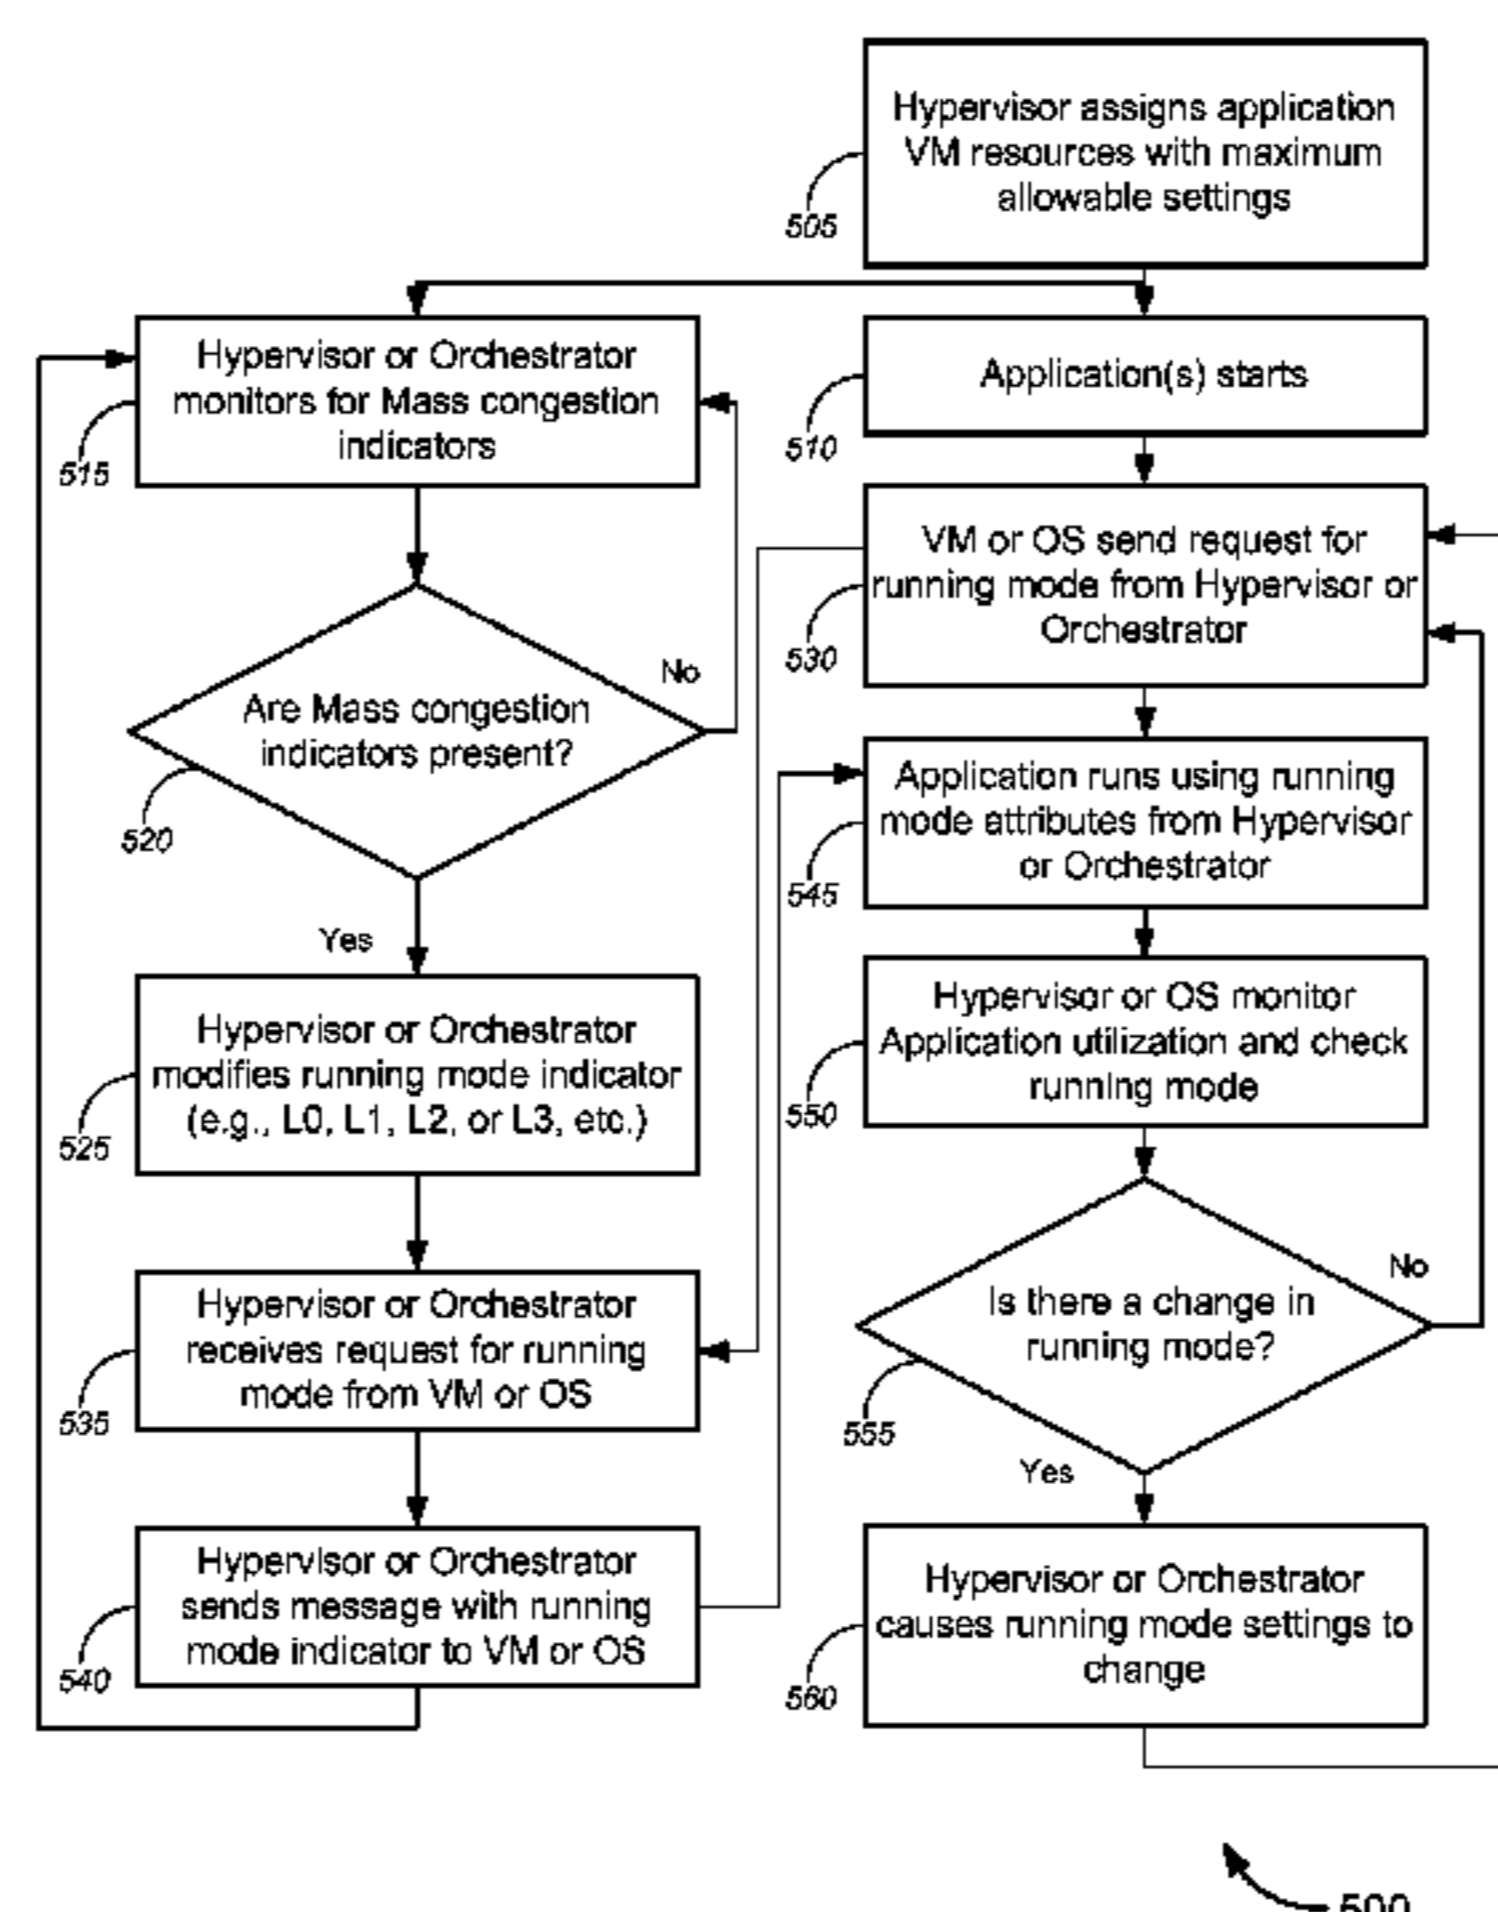 Hypervisor assigns application
VM resources with maximum
allowable settings
505
Hypervisor or Orchestrator
monitors for Mass congestion
indicators
515
Application(s) starts
510
VM or OS send request for
running mode from Hypervisor or
Orchestrator
530
No
Are Mass congestion
indicators present?
520
Application runs using running
mode attributes from Hypervisor
or Orchestrator
545
Yes
Hypervisor or Orchestrator
modifies running mode indicator
(e.g., L0, L1, L2, or L3, etc.)
525
Hypervisor or OS monitor
Application utilization and check
running mode
550
Hypervisor or Orchestrator
receives request for running
mode from VM or OS
535
No
Is there a change in
running mode?
555
Yes
Hypervisor or Orchestrator
sends message with running
mode indicator to VM or OS
540
Hypervisor or Orchestrator
causes running mode settings to
change
560
500